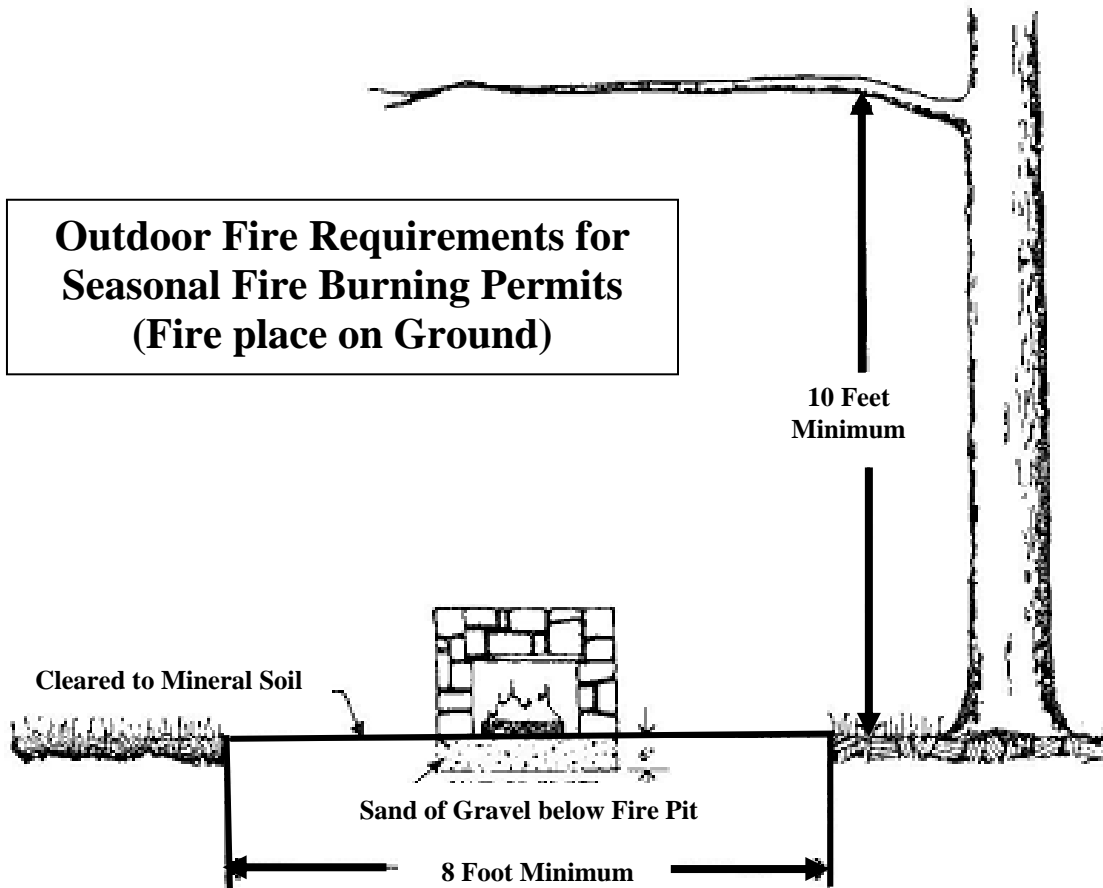 Outdoor Fire Requirements for
Seasonal Fire Burning Permits
(Fire place on Ground)
10 Feet
Minimum
Cleared to Mineral Soil
Sand of Gravel below Fire Pit
8 Foot Minimum